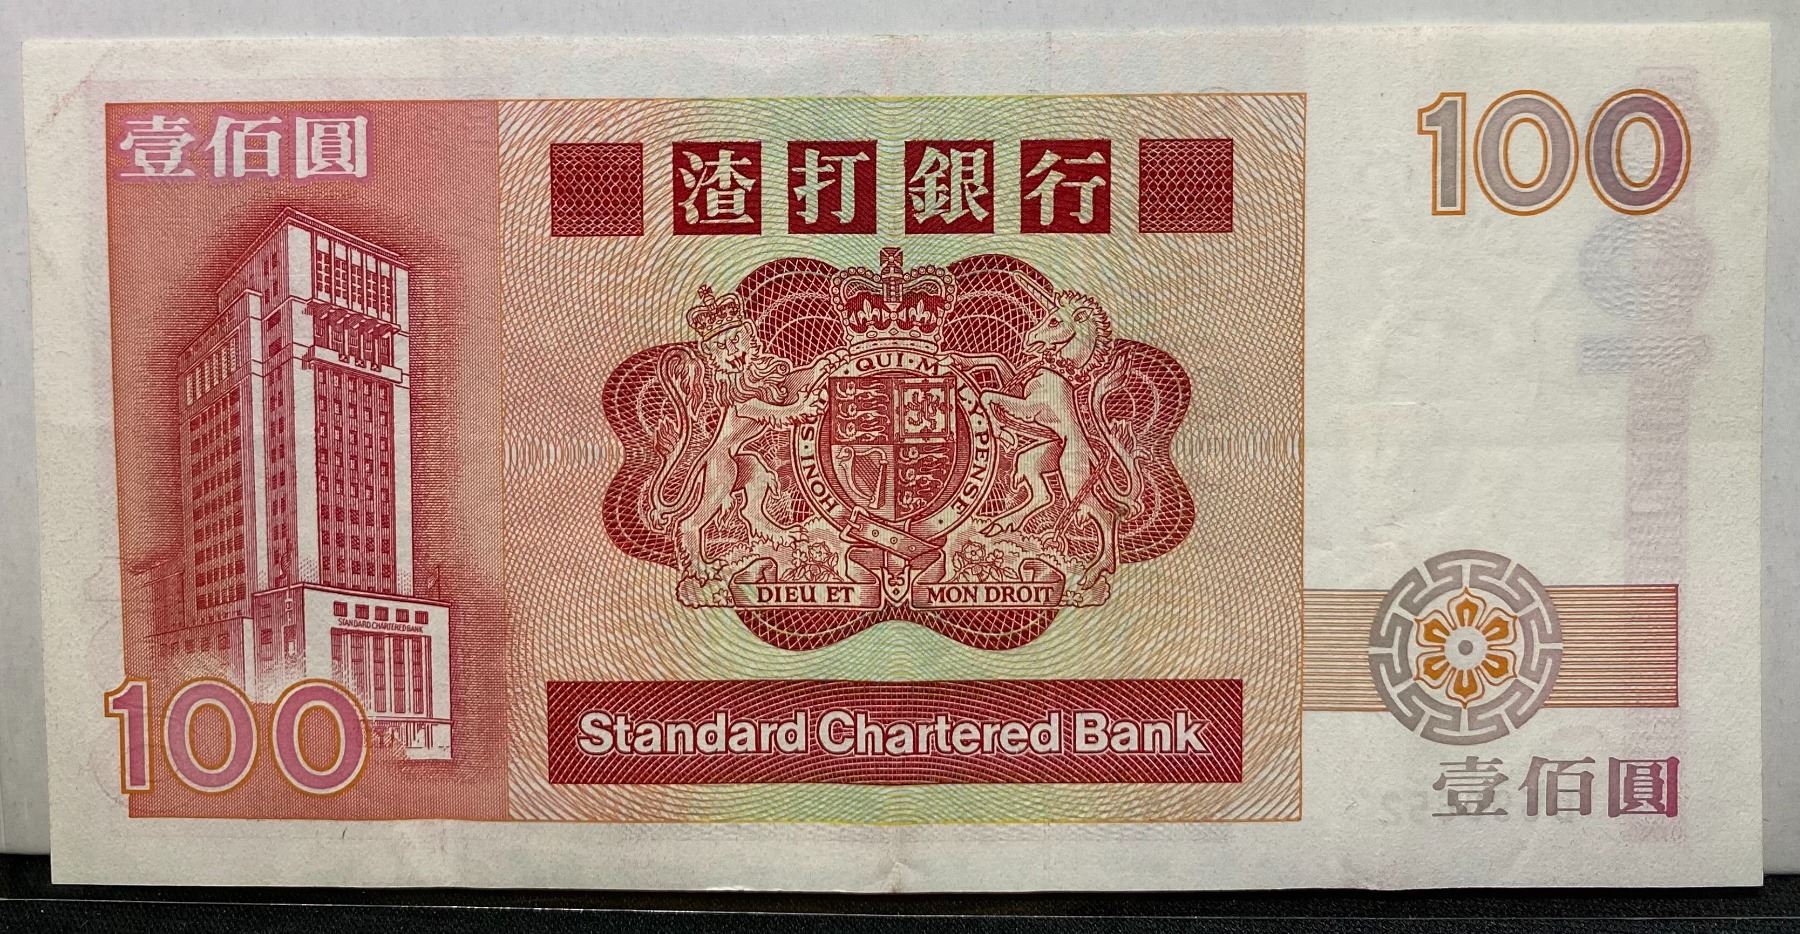 壹佰圓
渣打銀行
100
HONI·SOIT·QUI·MAL·Y·PENSE·
STANDARD CHARTERED BANK
DIEU ET MON DROIT
100
Standard Chartered Bank
壹佰圓